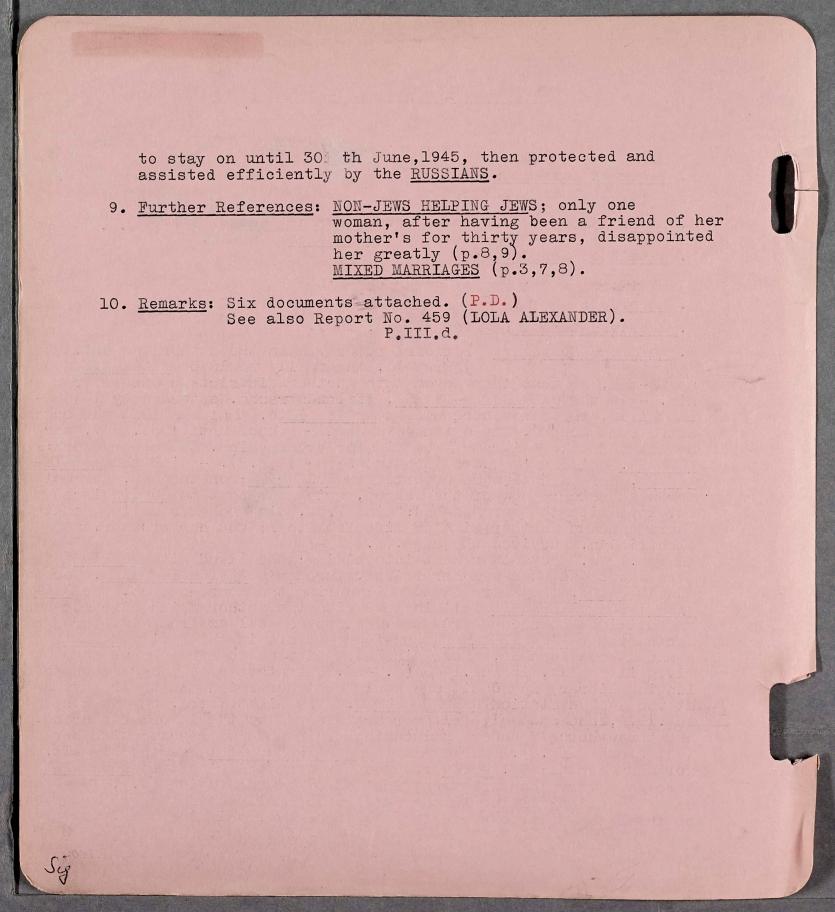 to stay on until 30 th June,1945, then protected and
assisted efficiently by the RUSSIANS.
9. Further References: NON-JEWS HELPING JEWS; only one
woman, after having been a friend of her
mother's for thirty years, disappointed
her greatly (p.8,9).
MIXED MARRIAGES (p.3,7,8).
10. Remarks: Six documents attached. (P.D.)
See also Report No. 459 (LOLA ALEXANDER).
P.III.d.
Sig